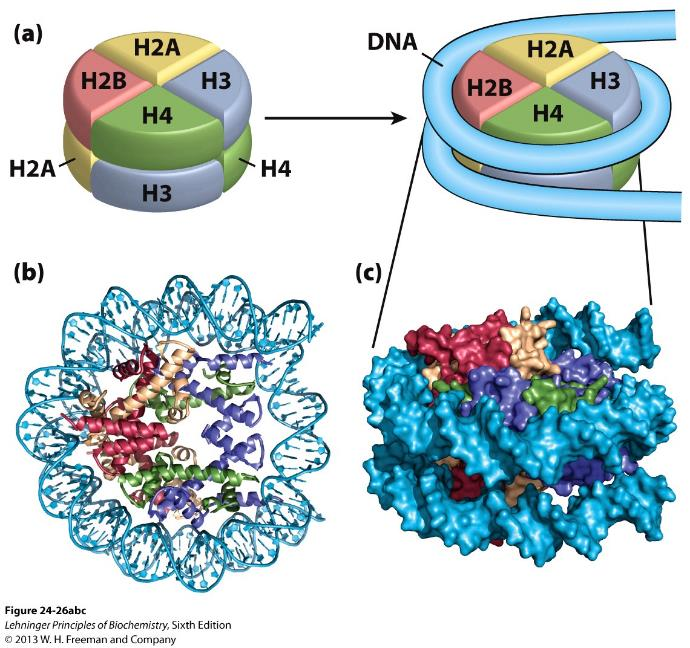 (a)
H2A
H2B
H3
H4
H2A
H4
H3
DNA
H2A
H2B
H3
H4
(b)
(c)
Figure 24-26abc
Lehninger Principles of Biochemistry, Sixth Edition
© 2013 W. H. Freeman and Company